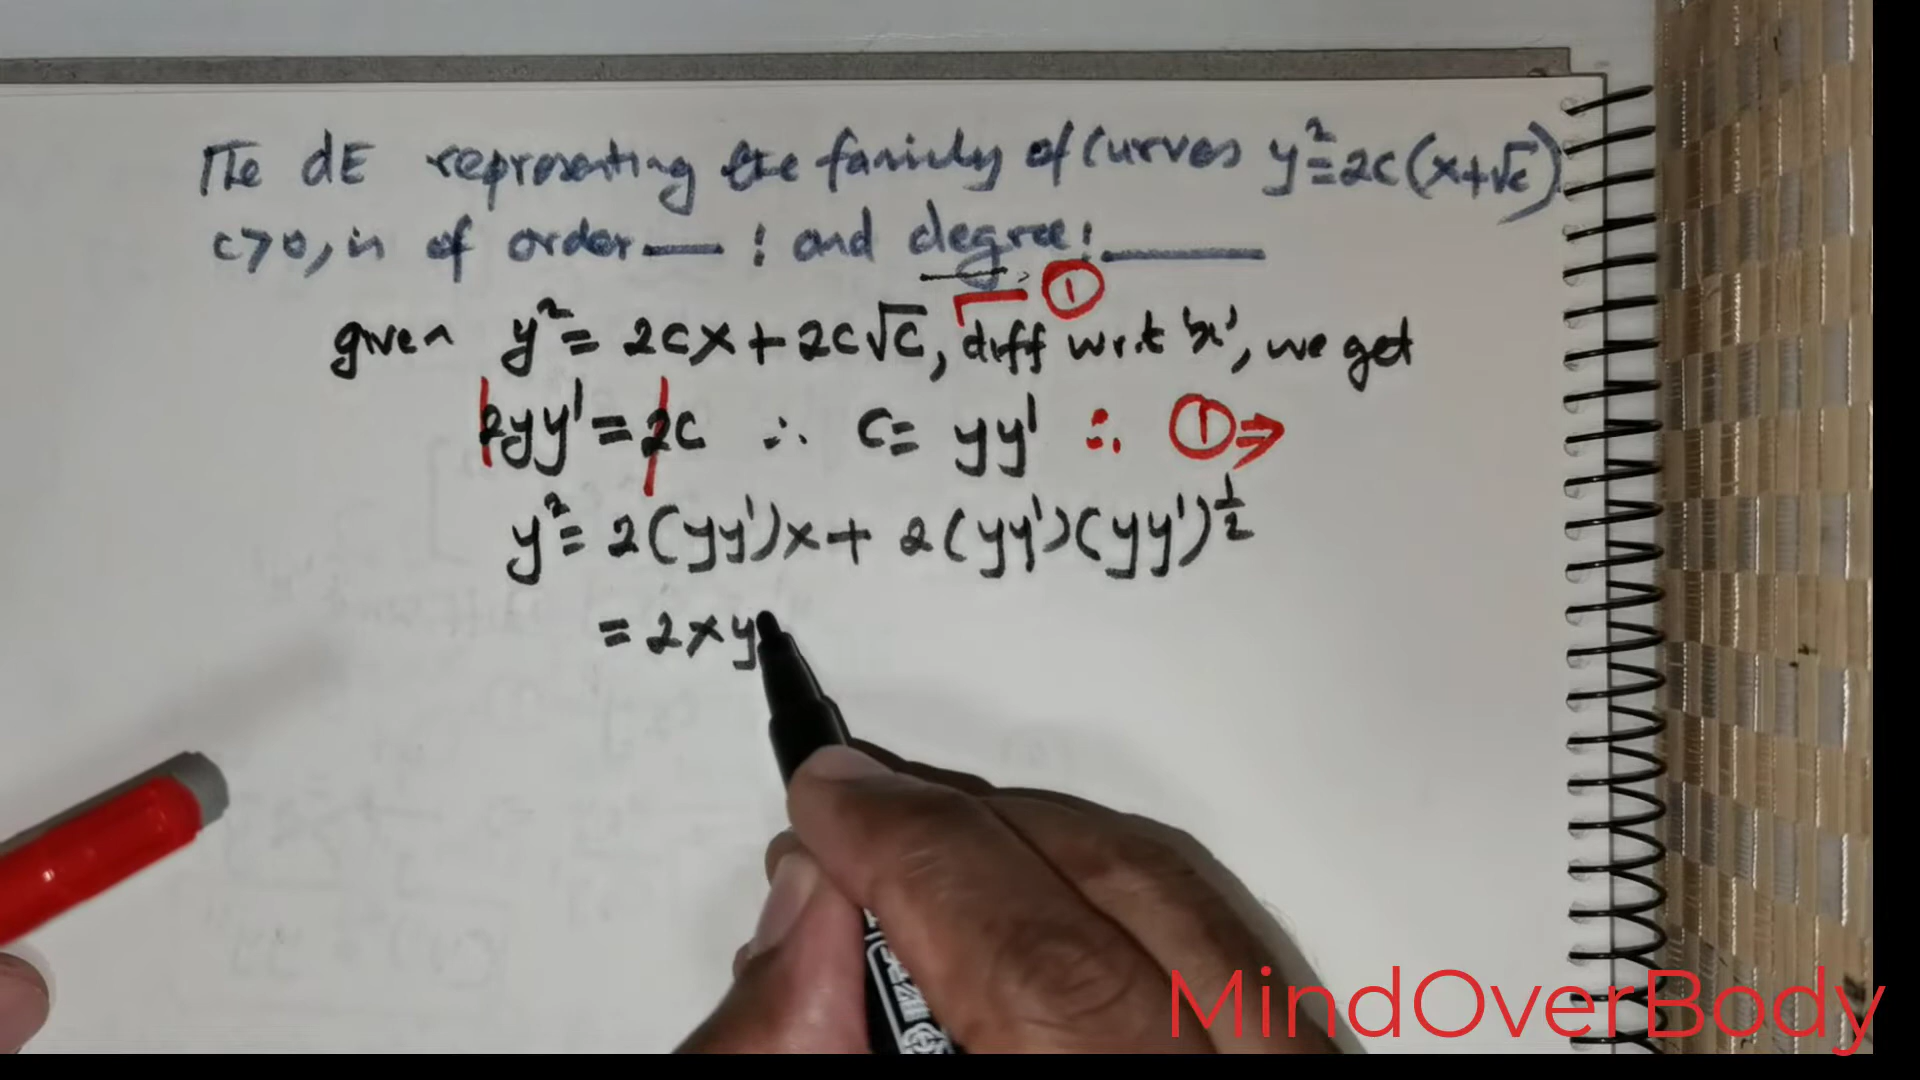 The dE representing the family of curves y²=2c(x+√c)
c>0, is of order ___ ; and degree: ___
①
given y² = 2cx + 2c√c, diff w.r.t 'x', we get
2yy' = 2c ∴ c = yy' ∴ ① ⇒
y² = 2(yy')x + 2(yy')(yy')^½
= 2xy
MindOverBody